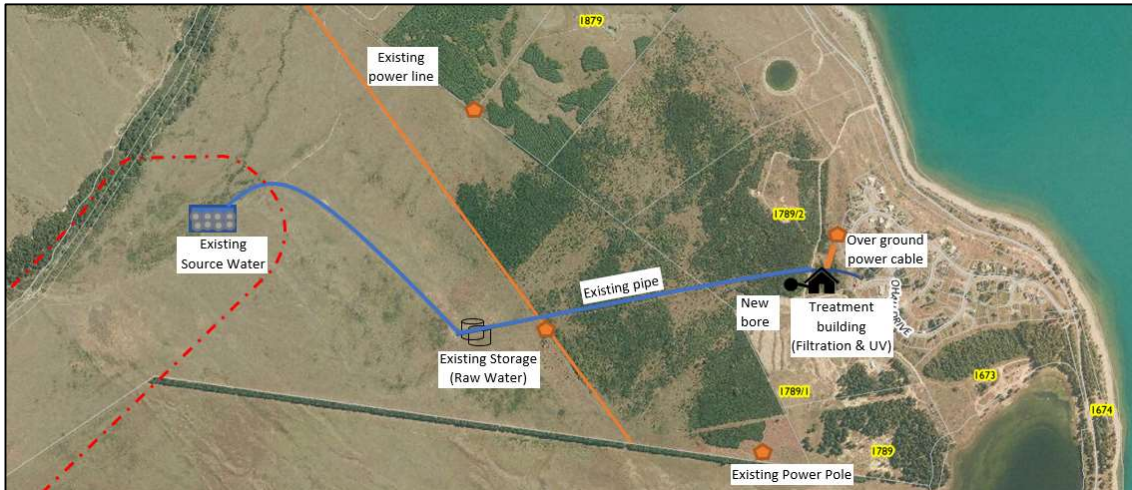 1879
Existing
power line
1789/2
Existing
Source Water
Over ground
power cable
Existing pipe
New
bore
Treatment
building
(Filtration & UV)
DRIVE
Existing Storage
(Raw Water)
1673
1789/1
1674
1789
Existing Power Pole